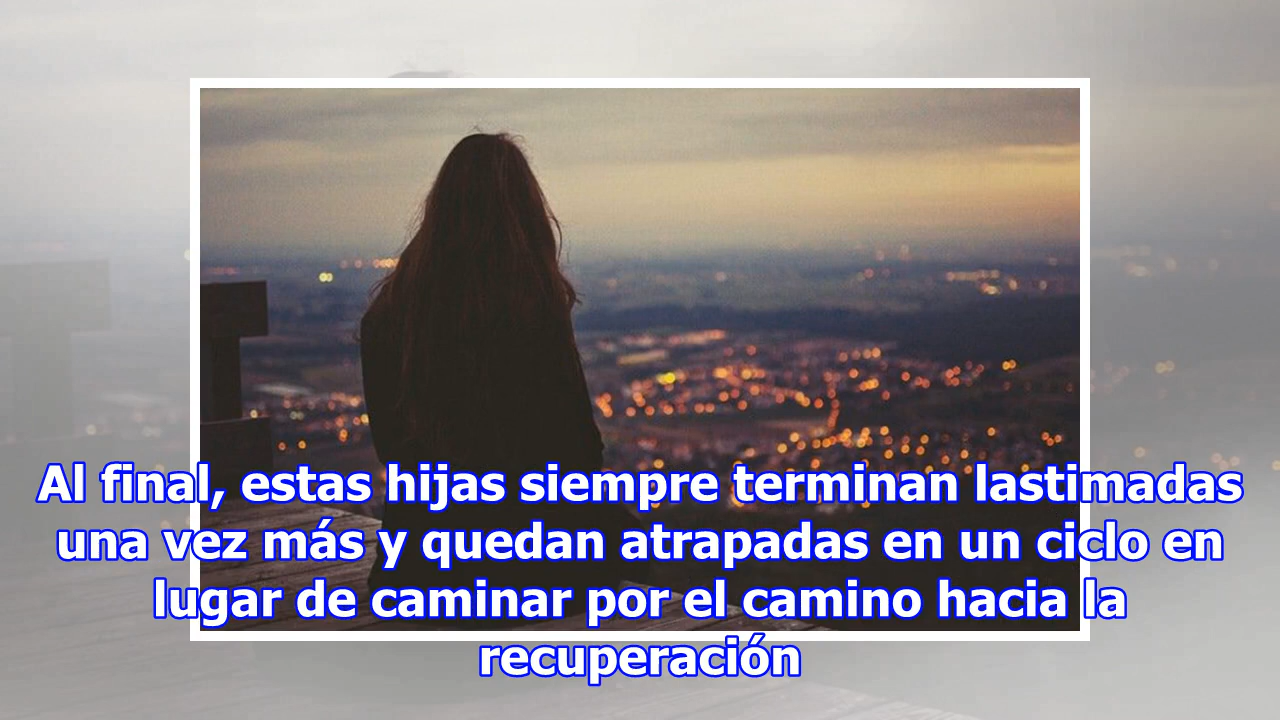 Al final, estas hijas siempre terminan lastimadas
una vez más y quedan atrapadas en un ciclo en
lugar de caminar por el camino hacia la
recuperación